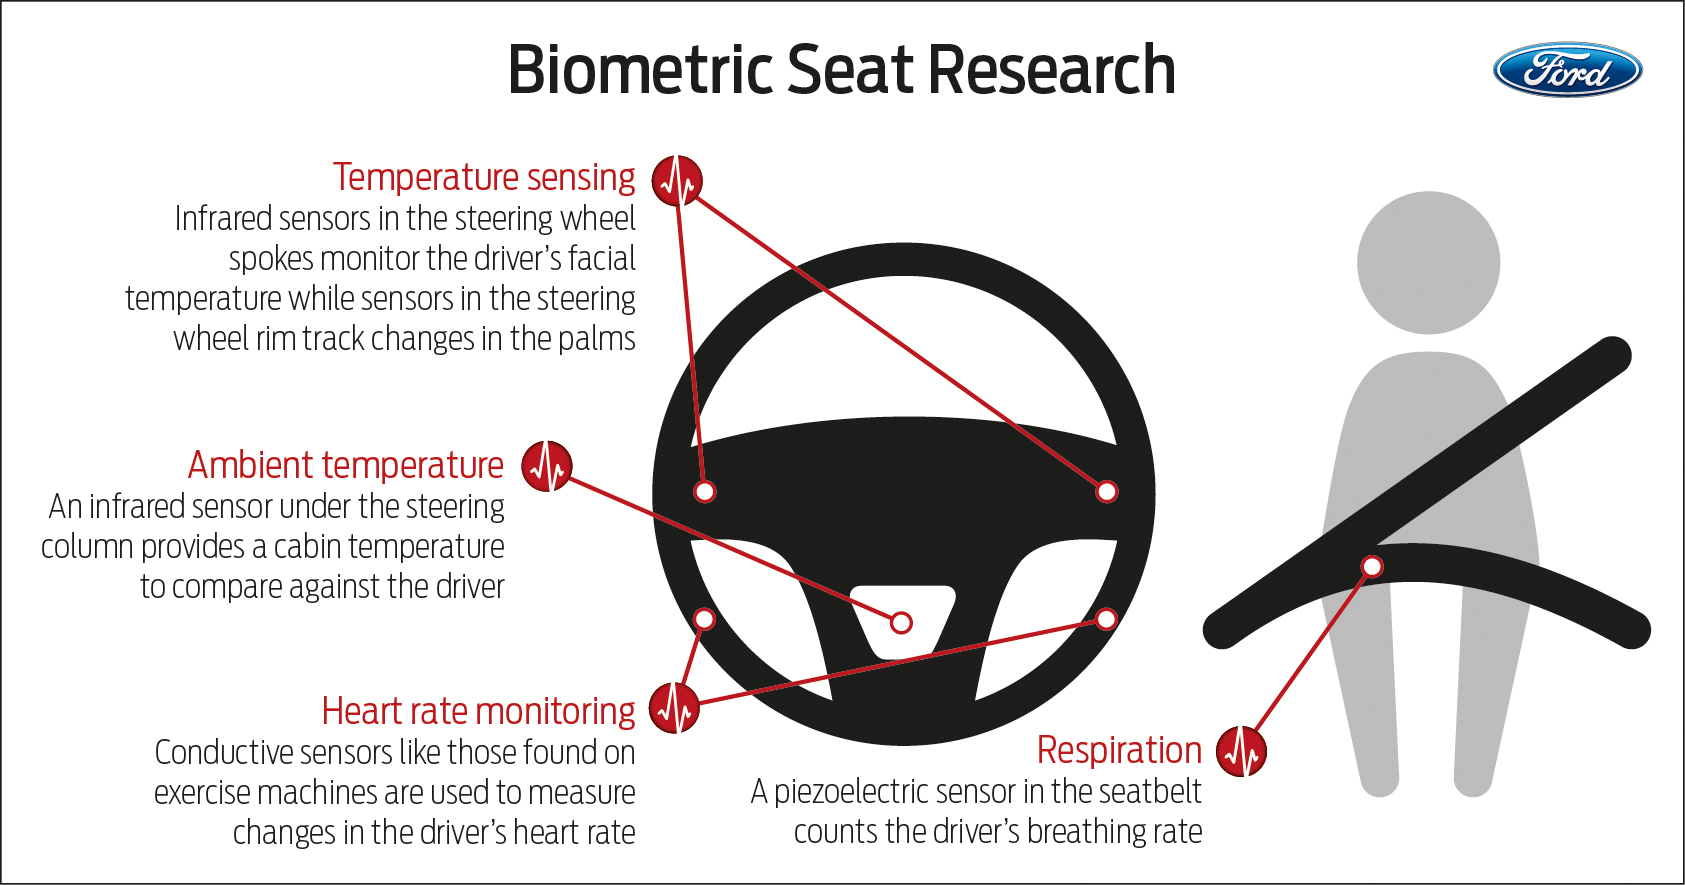 Biometric Seat Research
Ford
Temperature sensing
Infrared sensors in the steering wheel
spokes monitor the driver’s facial
temperature while sensors in the steering
wheel rim track changes in the palms
Ambient temperature
An infrared sensor under the steering
column provides a cabin temperature
to compare against the driver
Heart rate monitoring
Conductive sensors like those found on
exercise machines are used to measure
changes in the driver’s heart rate
Respiration
A piezoelectric sensor in the seatbelt
counts the driver’s breathing rate